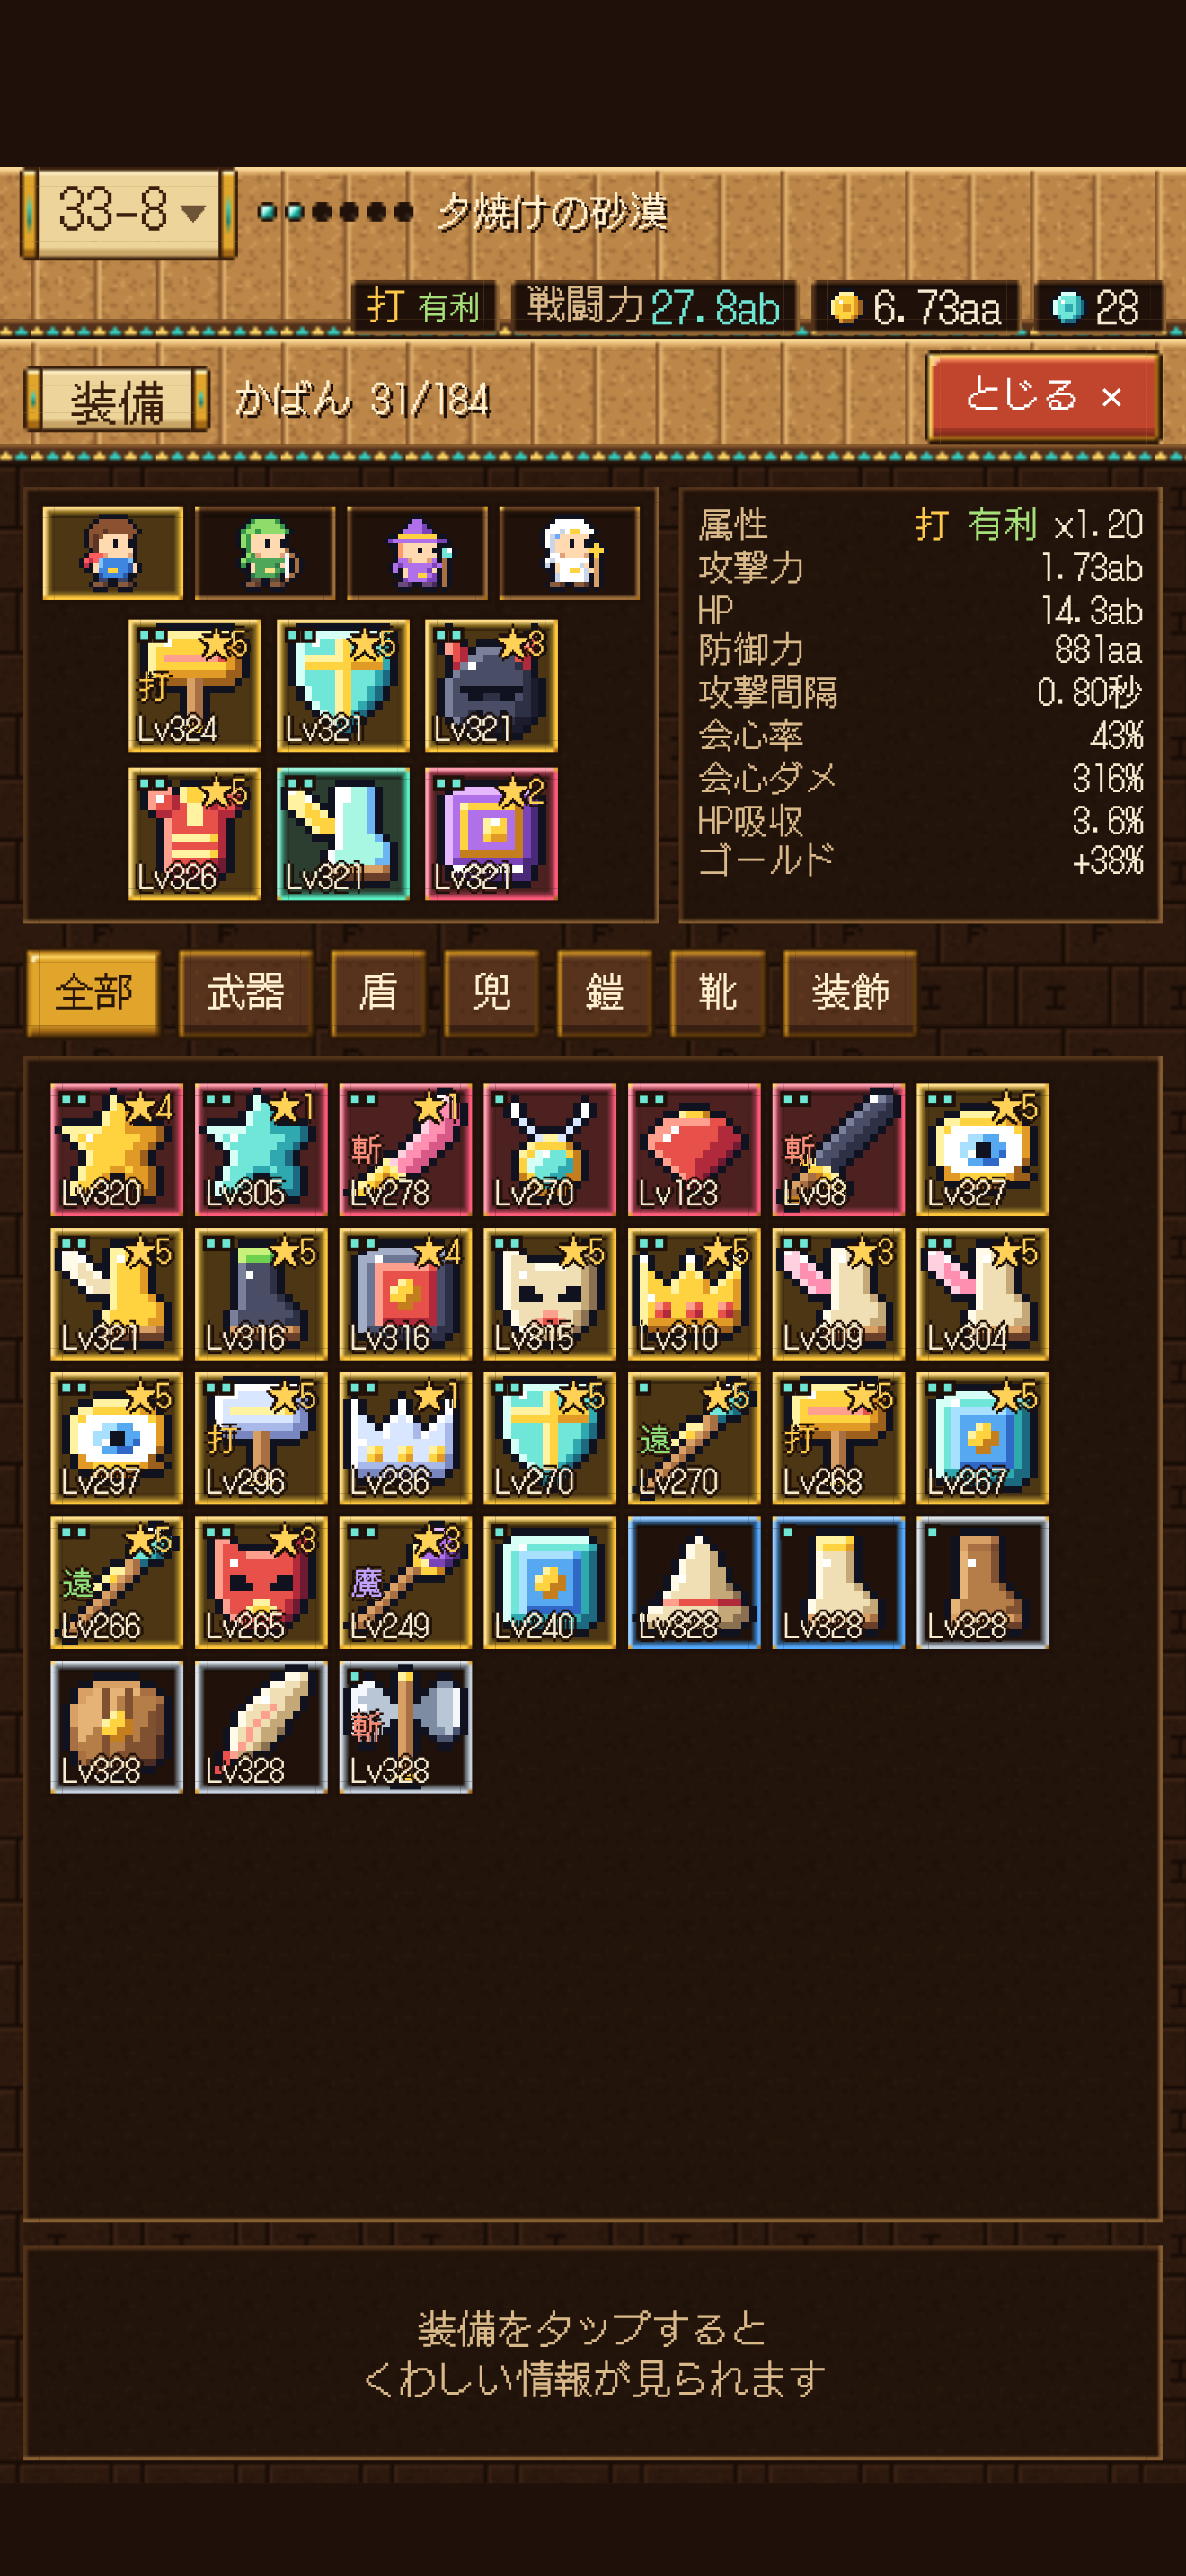 33-8▼ 夕焼けの砂漠
打 有利 戦闘力27.8ab 6.73aa 28
装備 かばん 31/184 とじる ×
★5 打 Lv324
★5 Lv321
★3 Lv321
★5 Lv326
Lv321
★2 Lv321
属性 打 有利 x1.20
攻撃力 1.73ab
HP 14.3ab
防御力 881aa
攻撃間隔 0.80秒
会心率 43%
会心ダメ 316%
HP吸収 3.6%
ゴールド +38%
全部 武器 盾 兜 鎧 靴 装飾
★4 Lv320
★1 Lv305
★1 斬 Lv278
Lv270
Lv123
斬 Lv98
★5 Lv327
★5 Lv321
★5 Lv316
★4 Lv316
★5 Lv315
★5 Lv310
★3 Lv309
★5 Lv304
★5 Lv297
★5 打 Lv296
★1 Lv286
★5 Lv270
★5 遠 Lv270
★5 打 Lv268
★5 Lv267
★5 遠 Lv266
★3 Lv265
★3 魔 Lv249
Lv240
Lv328
Lv328
Lv328
Lv328
Lv328
斬 Lv328
装備をタップすると
くわしい情報が見られます